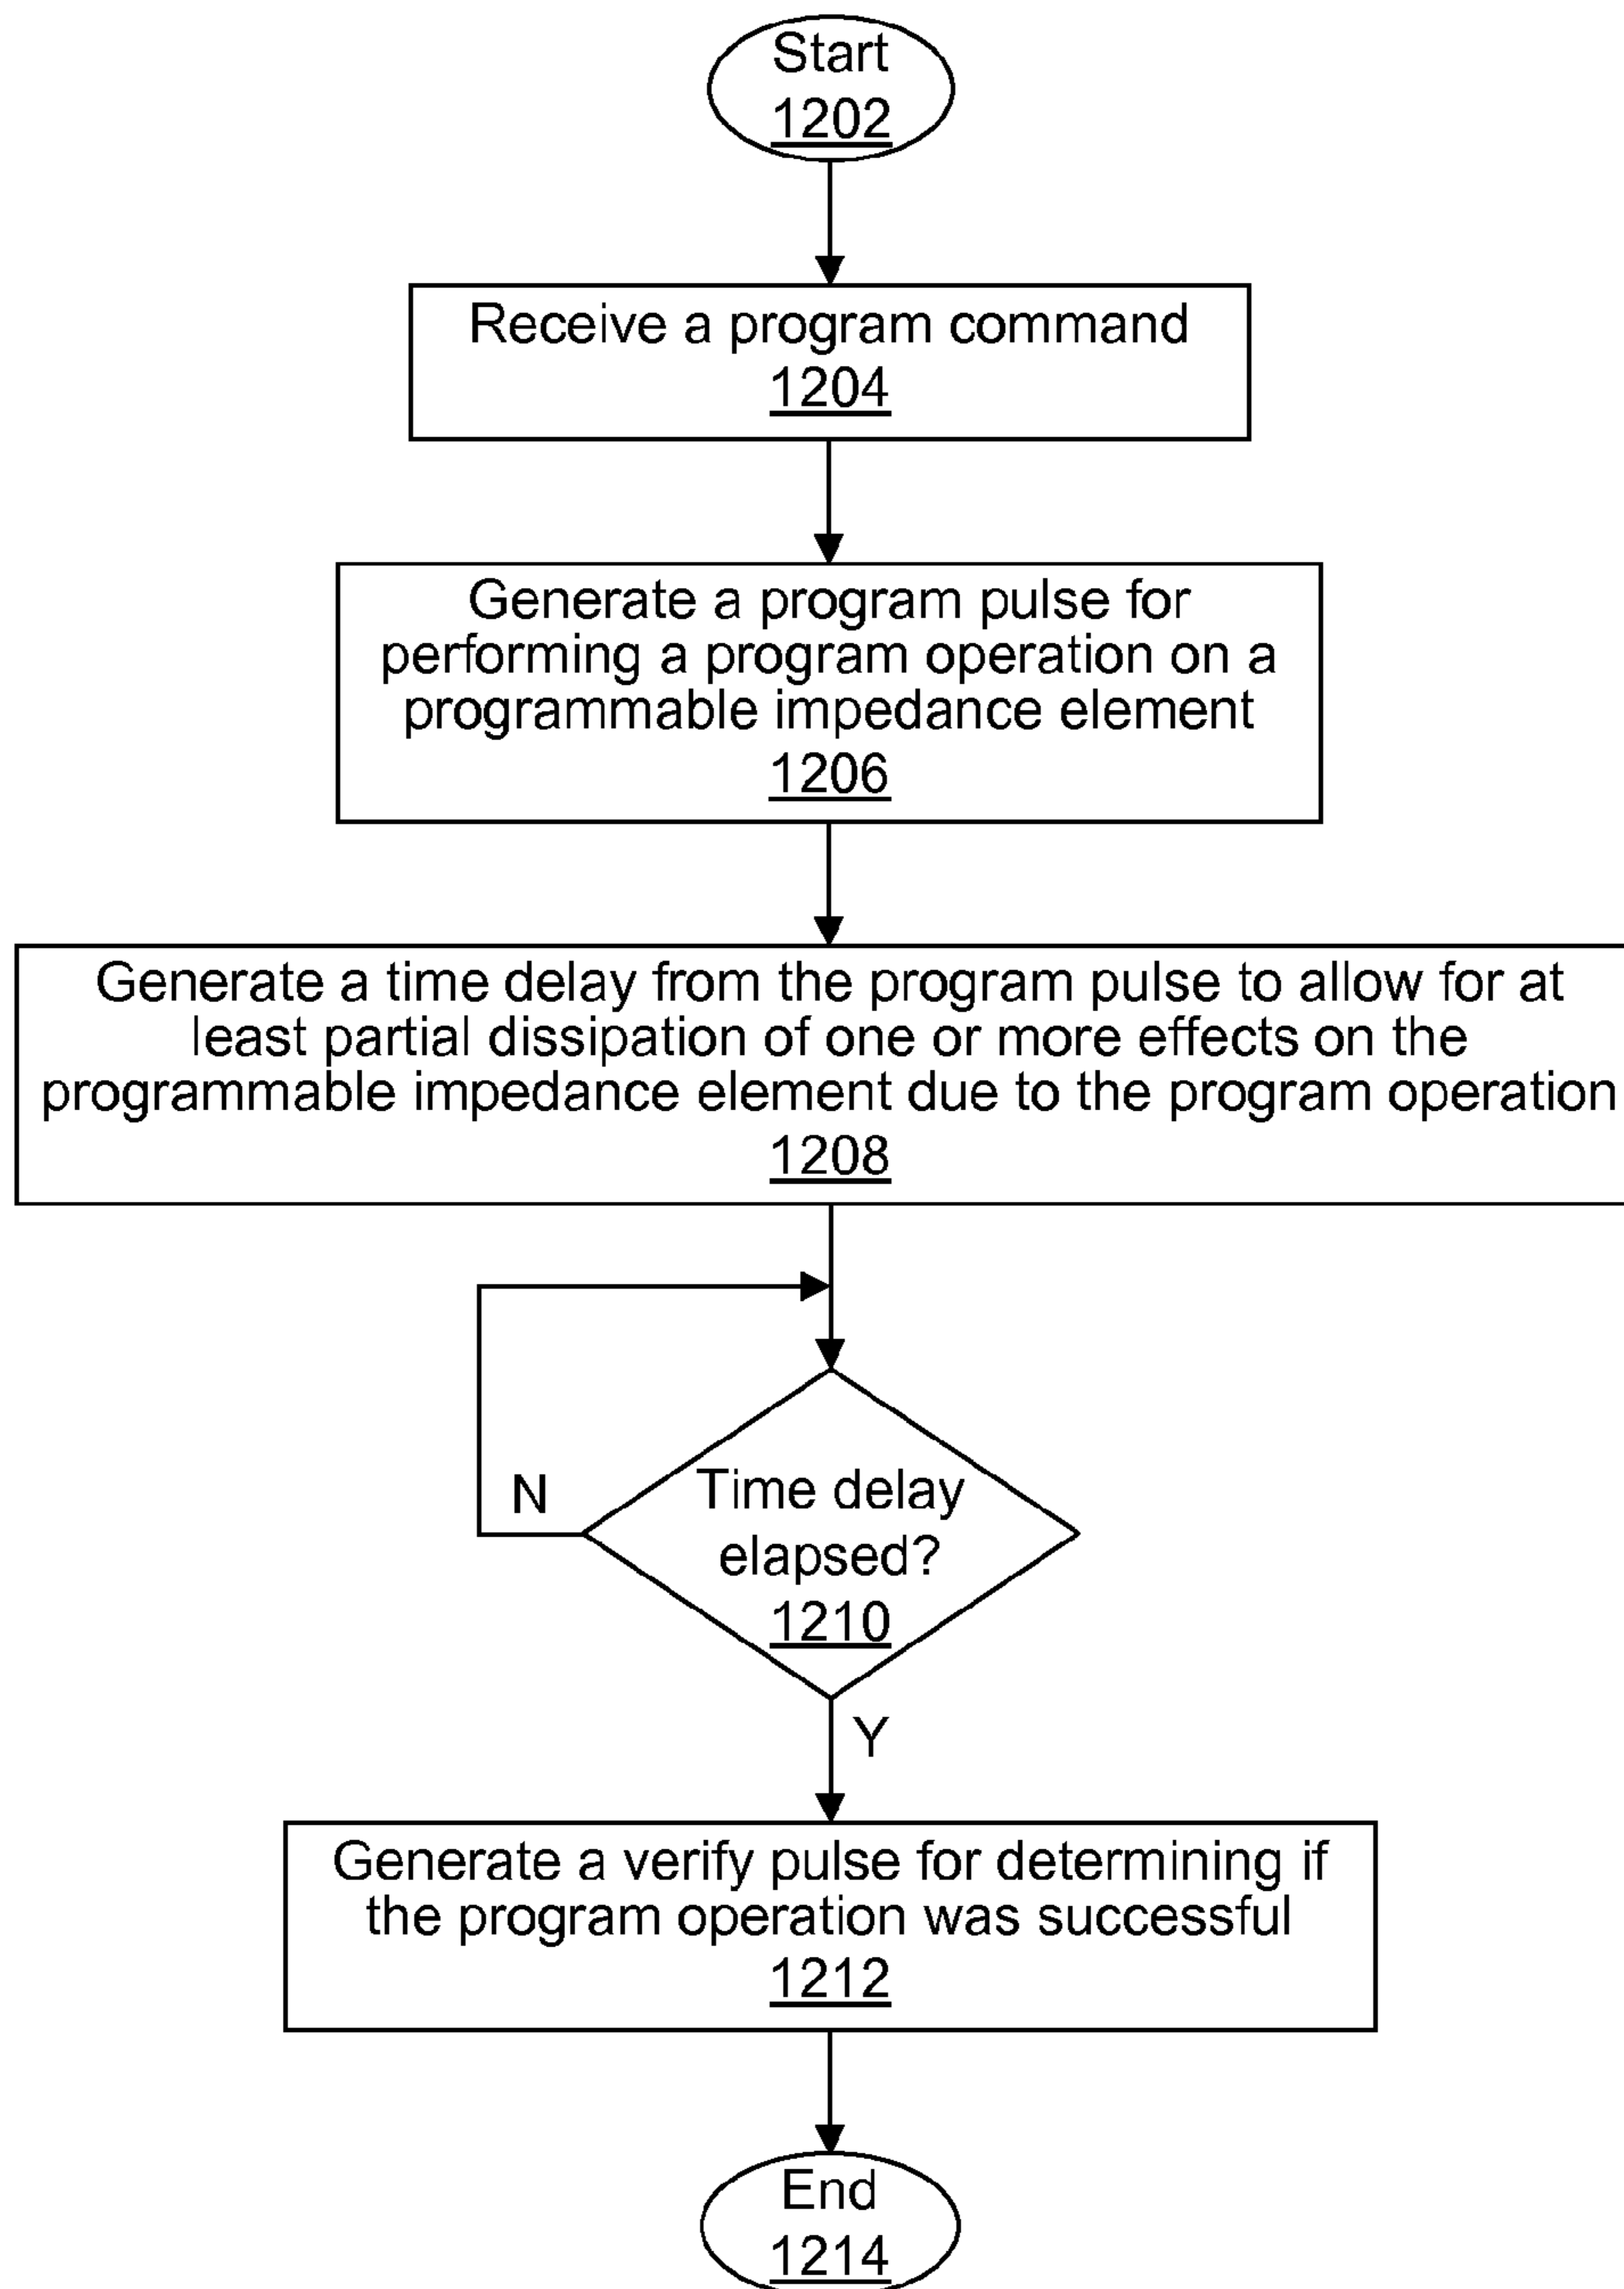 Start
1202
Receive a program command
1204
Generate a program pulse for
performing a program operation on a
programmable impedance element
1206
Generate a time delay from the program pulse to allow for at
least partial dissipation of one or more effects on the
programmable impedance element due to the program operation
1208
N
Time delay
elapsed?
1210
Y
Generate a verify pulse for determining if
the program operation was successful
1212
End
1214